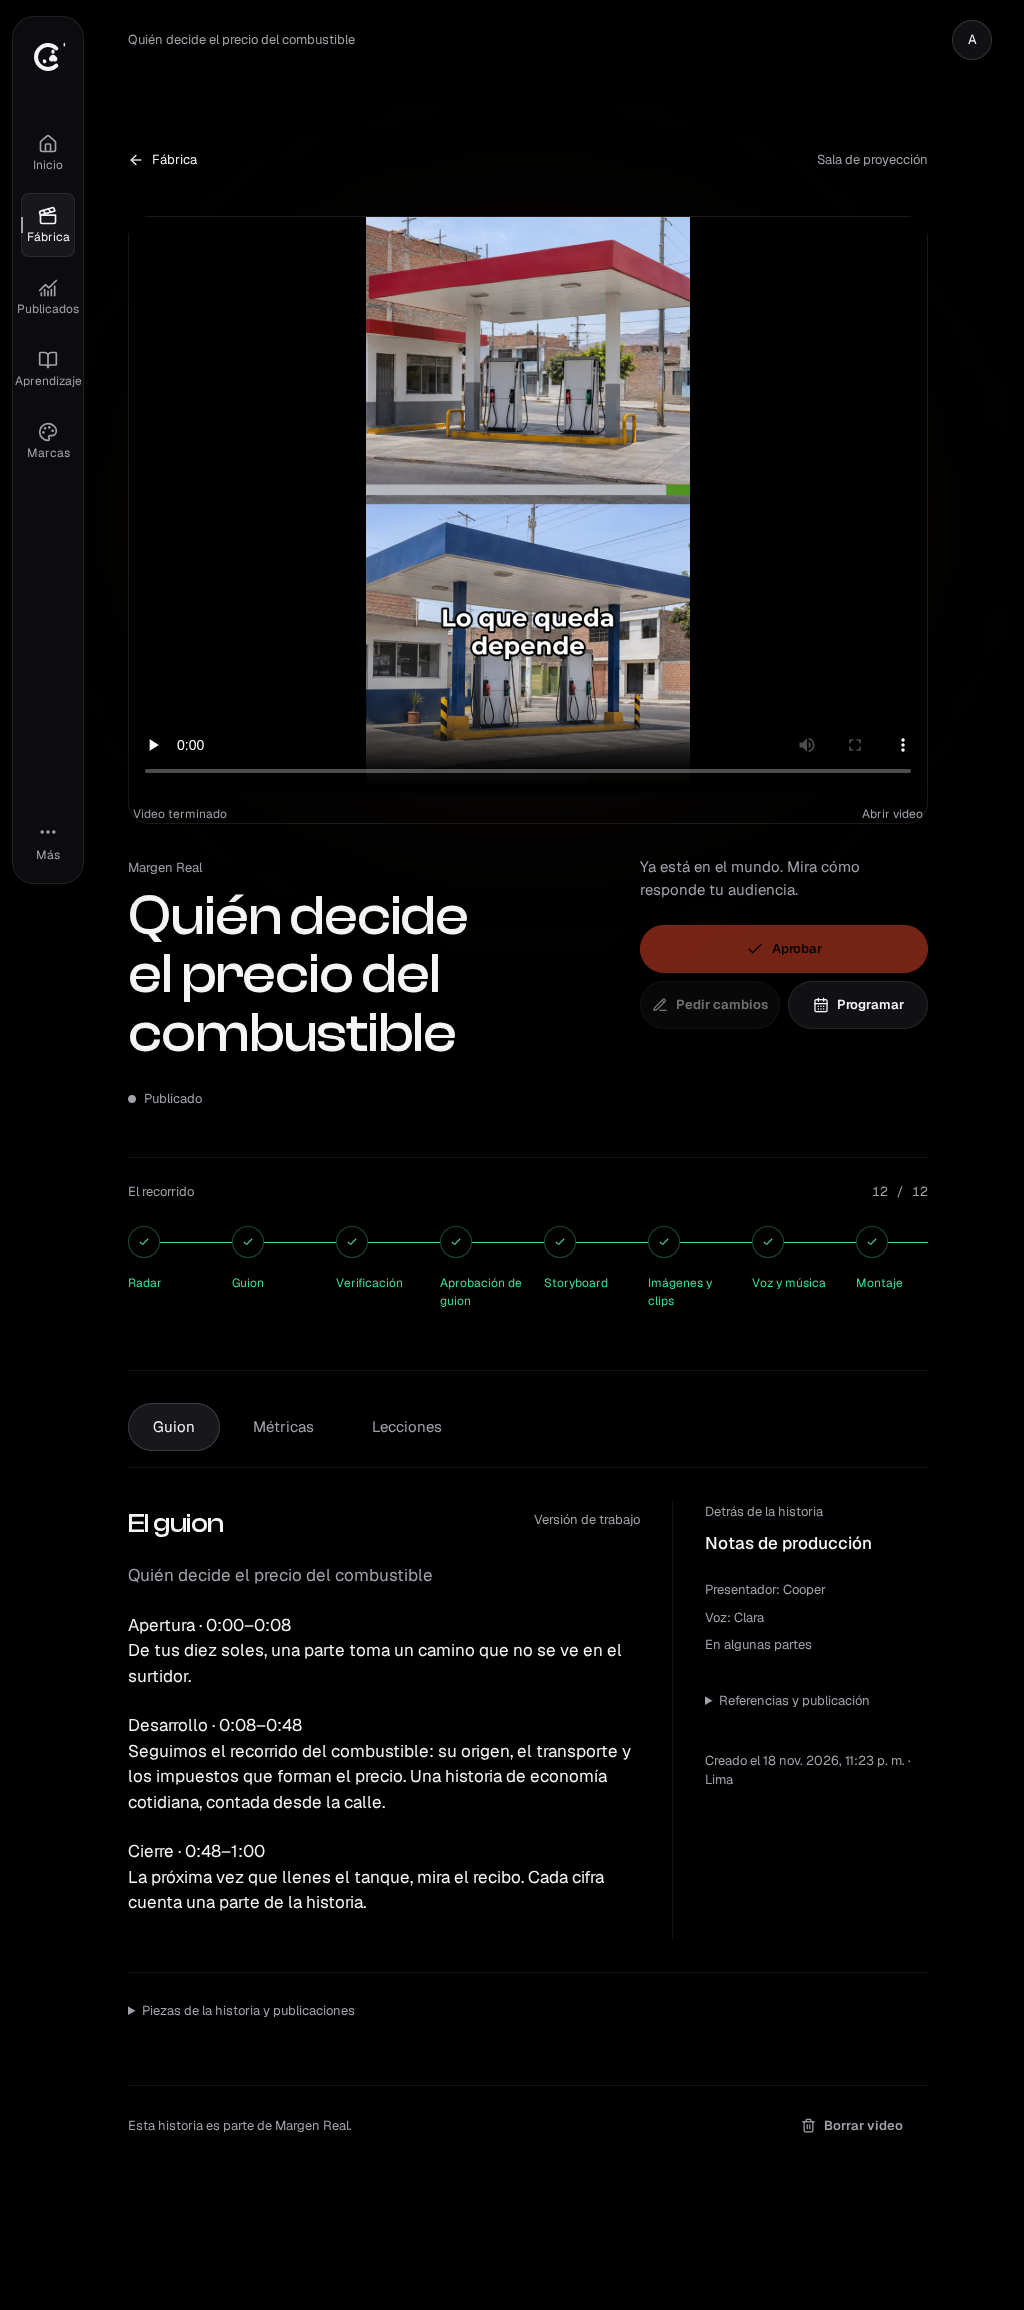 Quién decide el precio del combustible
A
Inicio
Fábrica
Publicados
Aprendizaje
Marcas
Más
Fábrica
Sala de proyección
Lo que queda
depende
0:00
Video terminado
Abrir video
Margen Real
Quién decide
el precio del
combustible
Publicado
Ya está en el mundo. Mira cómo
responde tu audiencia.
Aprobar
Pedir cambios
Programar
El recorrido
12 / 12
Radar
Guion
Verificación
Aprobación de
guion
Storyboard
Imágenes y
clips
Voz y música
Montaje
Guion
Métricas
Lecciones
El guion
Versión de trabajo
Quién decide el precio del combustible
Apertura · 0:00–0:08
De tus diez soles, una parte toma un camino que no se ve en el
surtidor.
Desarrollo · 0:08–0:48
Seguimos el recorrido del combustible: su origen, el transporte y
los impuestos que forman el precio. Una historia de economía
cotidiana, contada desde la calle.
Cierre · 0:48–1:00
La próxima vez que llenes el tanque, mira el recibo. Cada cifra
cuenta una parte de la historia.
Detrás de la historia
Notas de producción
Presentador: Cooper
Voz: Clara
En algunas partes
Referencias y publicación
Creado el 18 nov. 2026, 11:23 p. m. ·
Lima
Piezas de la historia y publicaciones
Esta historia es parte de Margen Real.
Borrar video